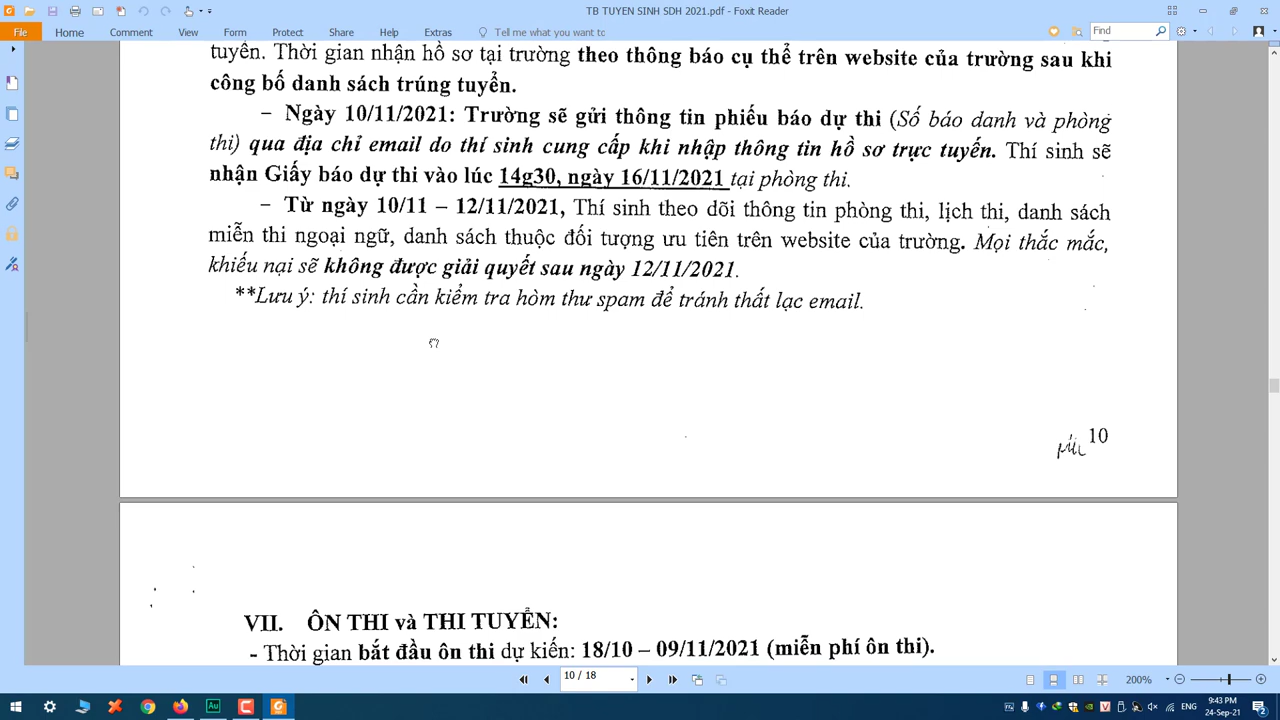 TB TUYEN SINH SDH 2021.pdf - Foxit Reader
File Home Comment View Form Protect Share Help Extras Tell me what you want to Find
tuyển. Thời gian nhận hồ sơ tại trường theo thông báo cụ thể trên website của trường sau khi
công bố danh sách trúng tuyển.
– Ngày 10/11/2021: Trường sẽ gửi thông tin phiếu báo dự thi (Số báo danh và phòng
thi) qua địa chỉ email do thí sinh cung cấp khi nhập thông tin hồ sơ trực tuyến. Thí sinh sẽ
nhận Giấy báo dự thi vào lúc 14g30, ngày 16/11/2021 tại phòng thi.
– Từ ngày 10/11 – 12/11/2021, Thí sinh theo dõi thông tin phòng thi, lịch thi, danh sách
miễn thi ngoại ngữ, danh sách thuộc đối tượng ưu tiên trên website của trường. Mọi thắc mắc,
khiếu nại sẽ không được giải quyết sau ngày 12/11/2021.
**Lưu ý: thí sinh cần kiểm tra hòm thư spam để tránh thất lạc email.
10
VII. ÔN THI và THI TUYỂN:
- Thời gian bắt đầu ôn thi dự kiến: 18/10 – 09/11/2021 (miễn phí ôn thi).
10 / 18
200%
Au
ENG
9:43 PM
24-Sep-21
2